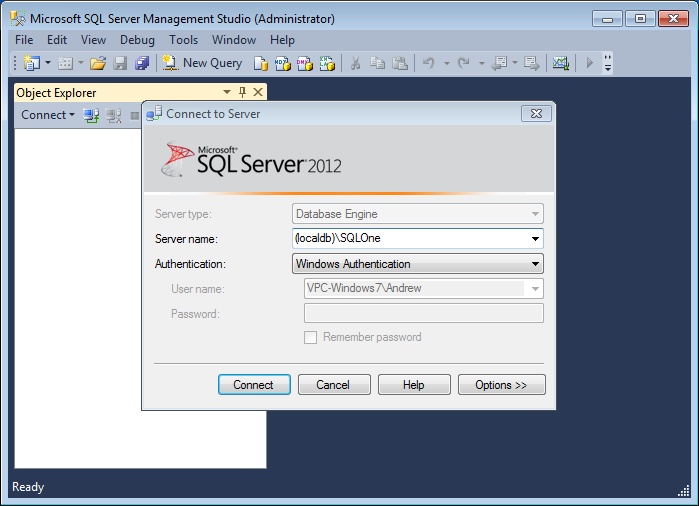 Microsoft SQL Server Management Studio (Administrator)
File Edit View Debug Tools Window Help
New Query
Object Explorer
Connect
Connect to Server
Microsoft®
SQL Server® 2012
Server type: Database Engine
Server name: (localdb)\SQLOne
Authentication: Windows Authentication
User name: VPC-Windows7\Andrew
Password:
Remember password
Connect Cancel Help Options >>
Ready